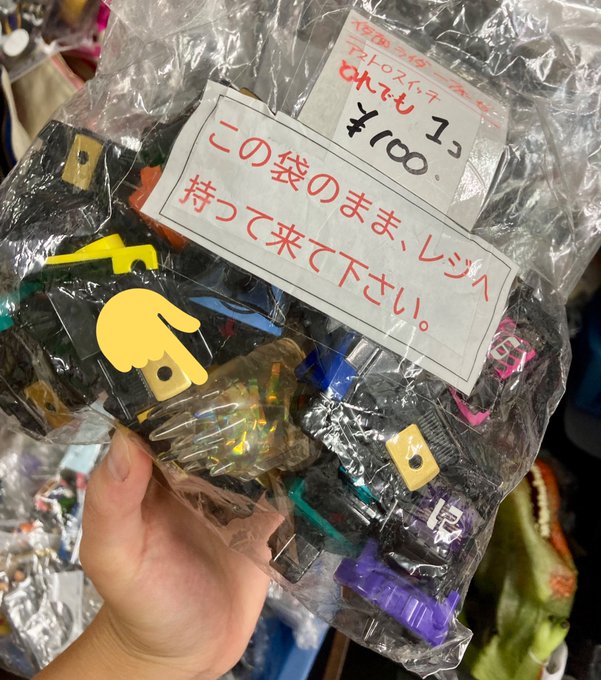 仮面ライダーフォーゼ
アストロスイッチ
どれでも 1コ
¥100.
この袋のまま、レジへ
持って来て下さい。
12